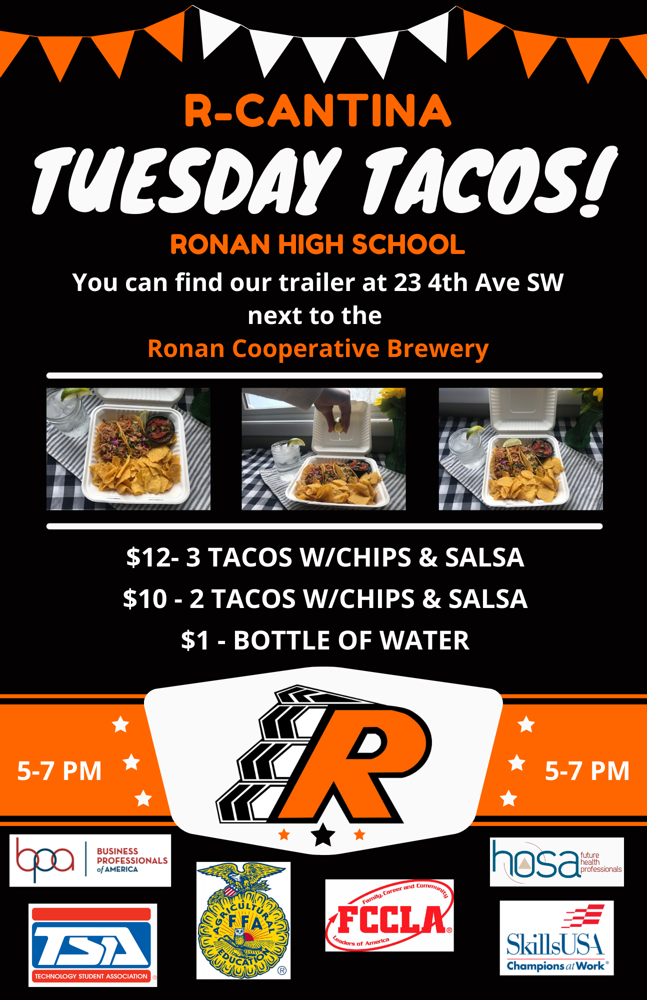 R-CANTINA
TUESDAY TACOS!
RONAN HIGH SCHOOL
You can find our trailer at 23 4th Ave SW
next to the
Ronan Cooperative Brewery
$12- 3 TACOS W/CHIPS & SALSA
$10 - 2 TACOS W/CHIPS & SALSA
$1 - BOTTLE OF WATER
R
5-7 PM
5-7 PM
bpa
BUSINESS
PROFESSIONALS
of AMERICA
AGRICULTURAL
FFA
EDUCATION
®
Family, Career and Community
FCCLA®
Leaders of America
hosa
future
health
professionals
TSA
TECHNOLOGY STUDENT ASSOCIATION ®
SkillsUSA
Champions at Work®